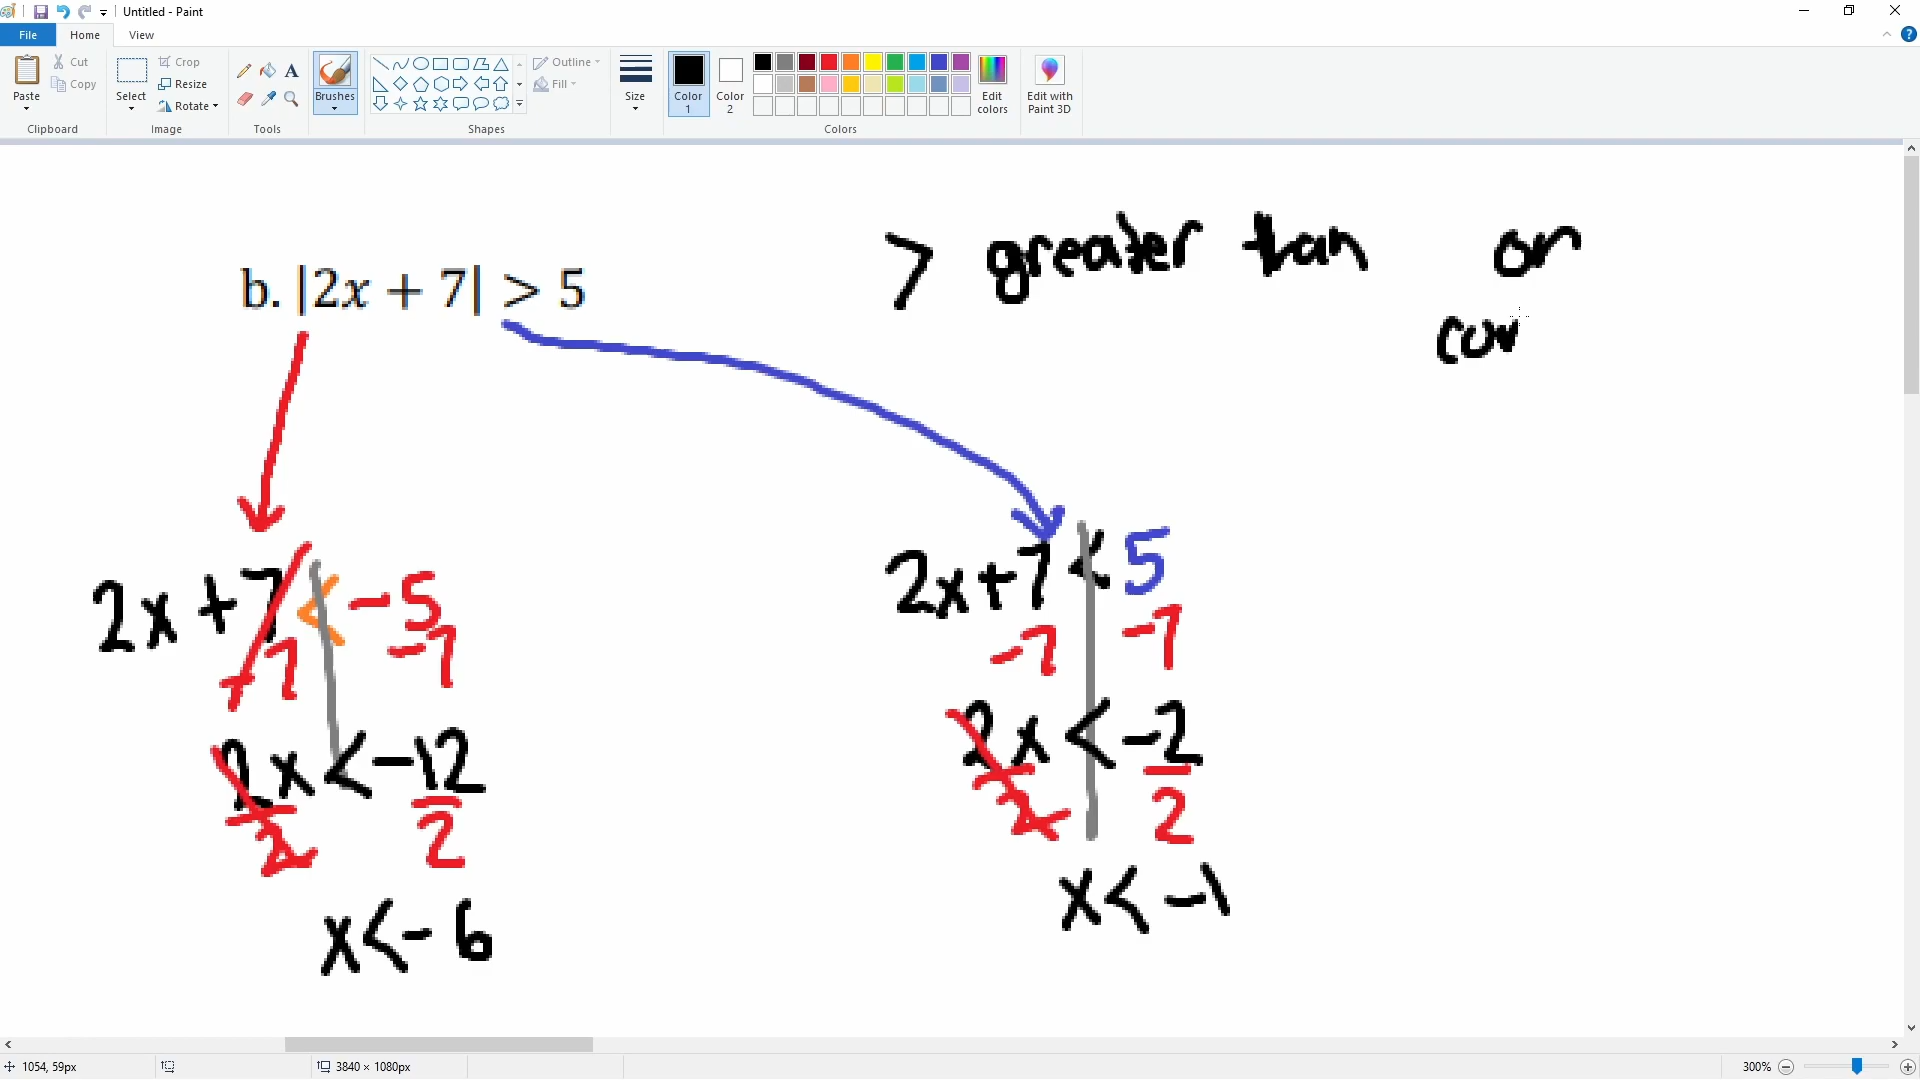 Untitled - Paint
File Home View
Paste
Cut
Copy
Clipboard
Select
Crop
Resize
Rotate
Image
A
Tools
Brushes
Shapes
Outline
Fill
Size
Color 1
Color 2
Edit colors
Edit with Paint 3D
Colors
b. |2x + 7| > 5
> greater than or
2x + 7 < -5
-7 -7
2x < -12
2 2
x < -6
2x + 7 < 5
-7 -7
2x < -2
2 2
x < -1
1054, 59px
3840 × 1080px
300%